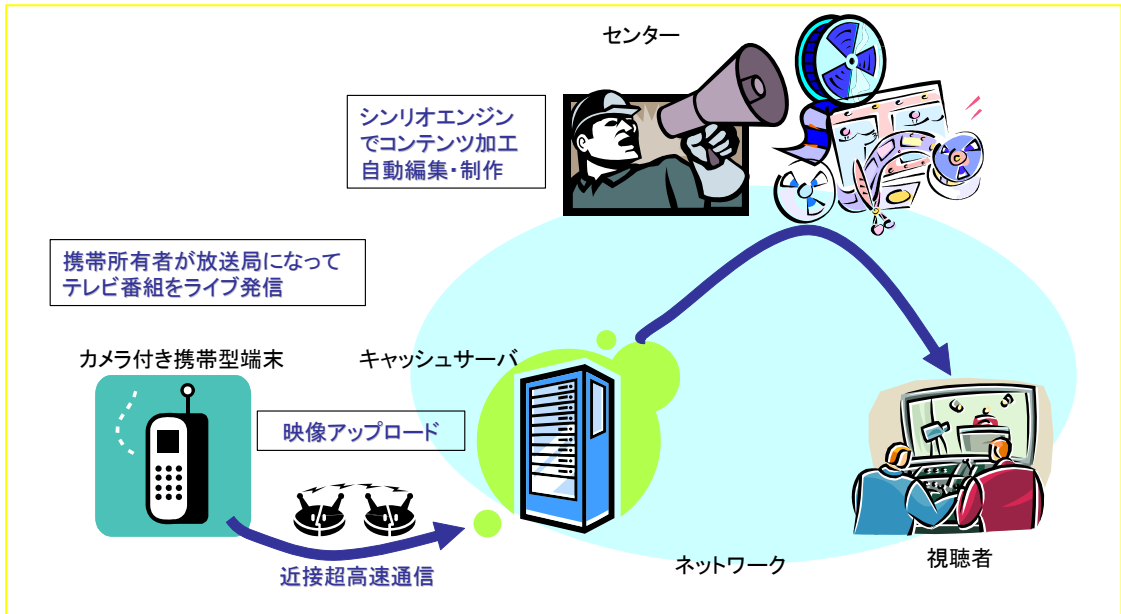 センター
シンリオエンジン
でコンテンツ加工
自動編集・制作
携帯所有者が放送局になって
テレビ番組をライブ発信
カメラ付き携帯型端末
キャッシュサーバ
映像アップロード
近接超高速通信
ネットワーク
視聴者